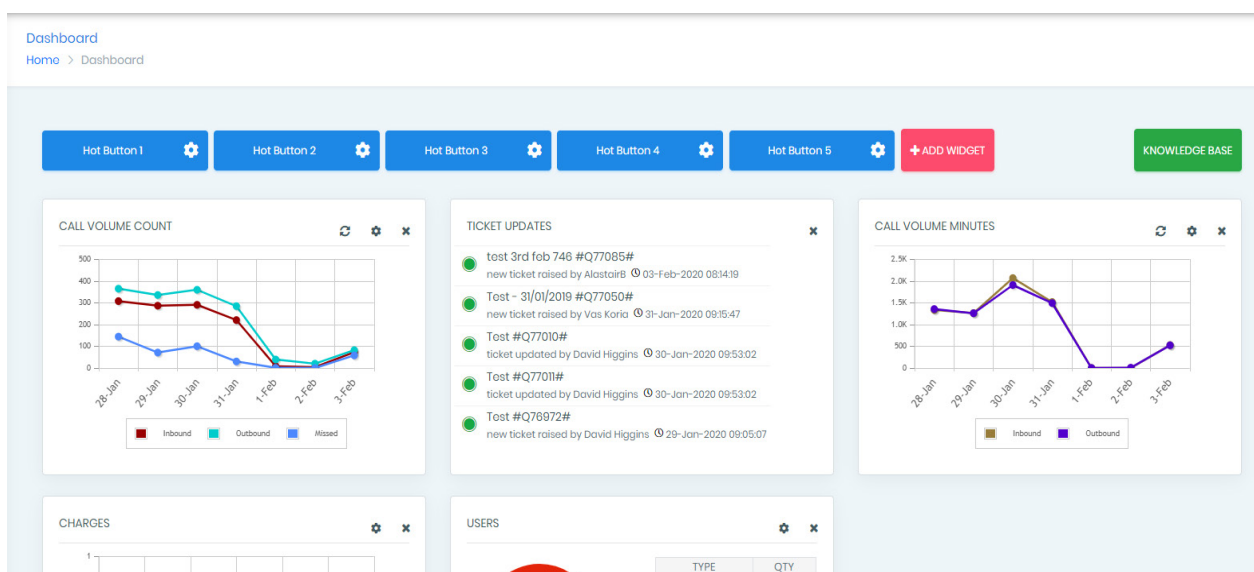 Dashboard
Home > Dashboard
Hot Button 1
Hot Button 2
Hot Button 3
Hot Button 4
Hot Button 5
+ ADD WIDGET
KNOWLEDGE BASE
CALL VOLUME COUNT
500
400
300
200
100
0
28-Jan
29-Jan
30-Jan
31-Jan
1-Feb
2-Feb
3-Feb
Inbound Outbound Missed
TICKET UPDATES
test 3rd feb 746 #Q77085#
new ticket raised by AlastairB 03-Feb-2020 08:14:19
Test - 31/01/2019 #Q77050#
new ticket raised by Vas Koria 31-Jan-2020 09:15:47
Test #Q77010#
ticket updated by David Higgins 30-Jan-2020 09:53:02
Test #Q77011#
ticket updated by David Higgins 30-Jan-2020 09:53:02
Test #Q76972#
new ticket raised by David Higgins 29-Jan-2020 09:05:07
CALL VOLUME MINUTES
2.5K
2.0K
1.5K
1.0K
500
0
28-Jan
29-Jan
30-Jan
31-Jan
1-Feb
2-Feb
3-Feb
Inbound Outbound
CHARGES
1
USERS
TYPE QTY